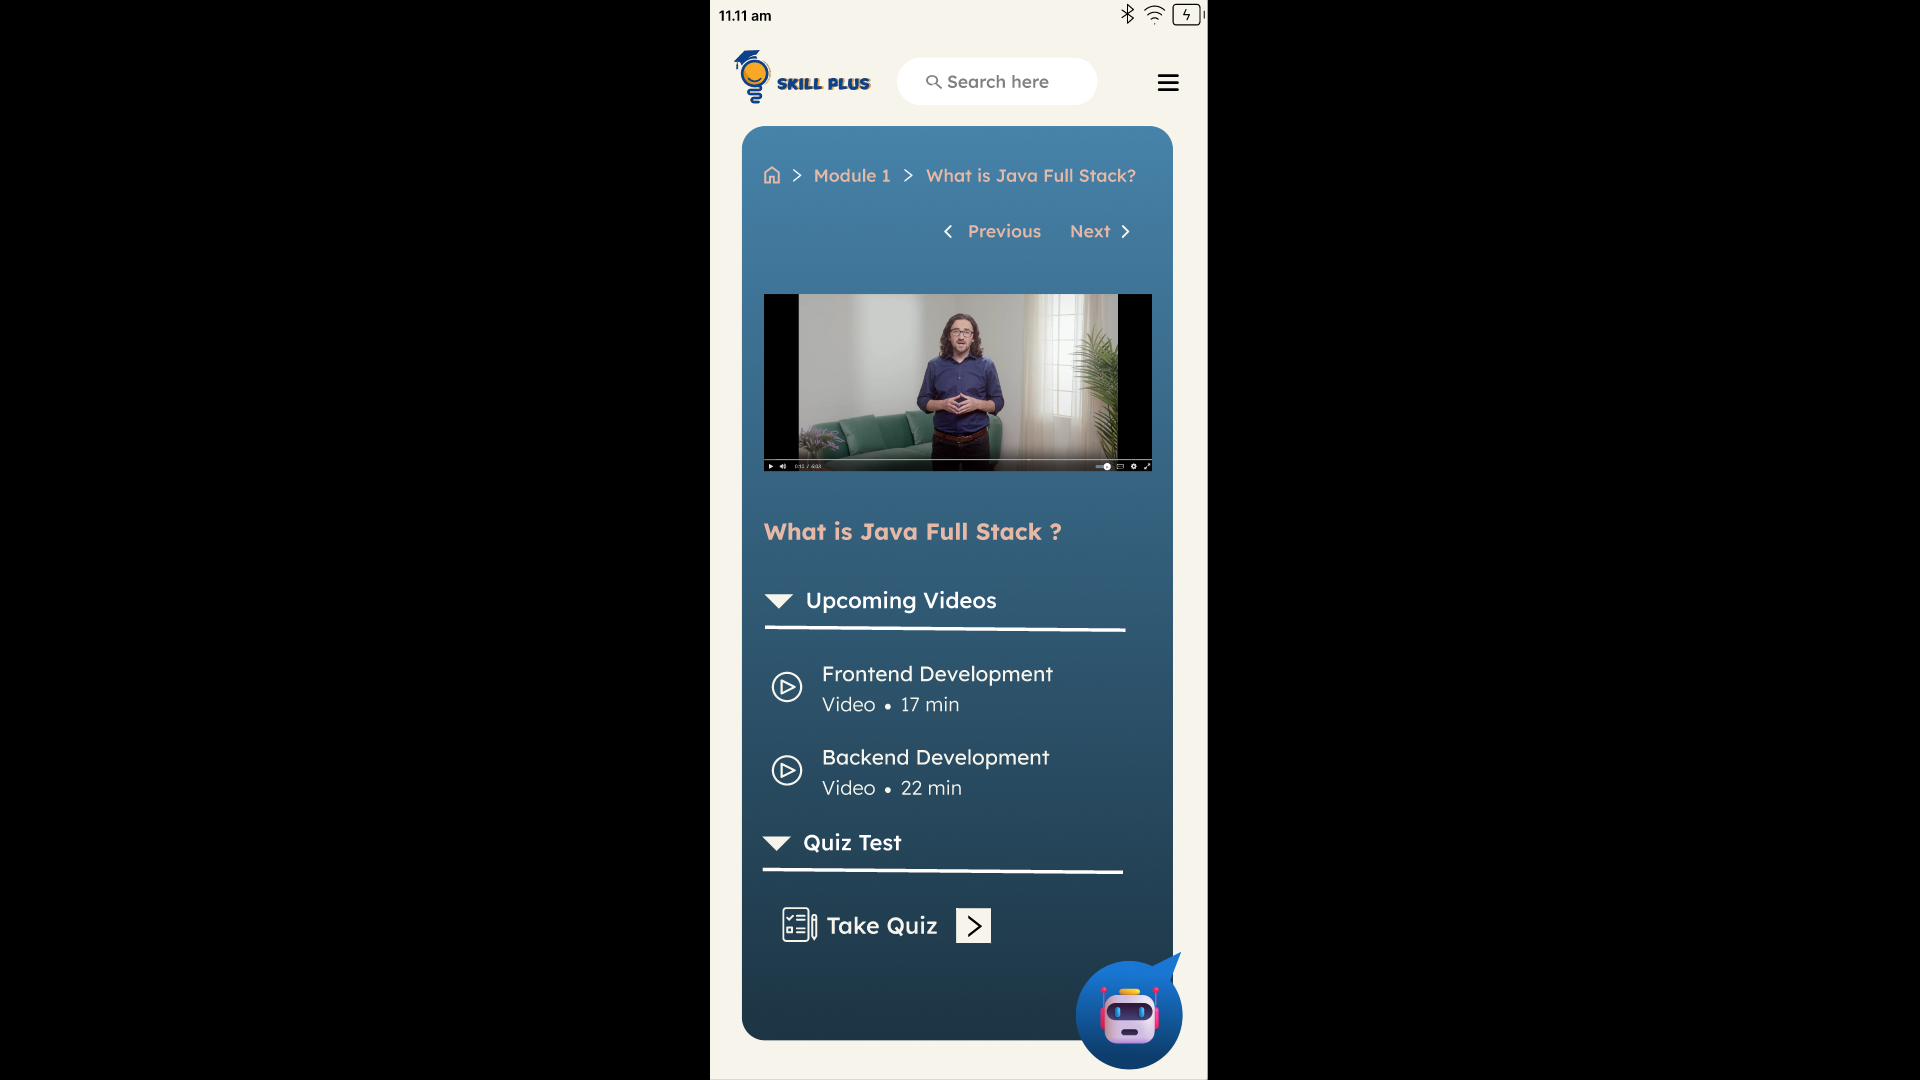 11.11 am
SKILL PLUS
Search here
Module 1 > What is Java Full Stack?
Previous Next
What is Java Full Stack ?
Upcoming Videos
Frontend Development
Video • 17 min
Backend Development
Video • 22 min
Quiz Test
Take Quiz